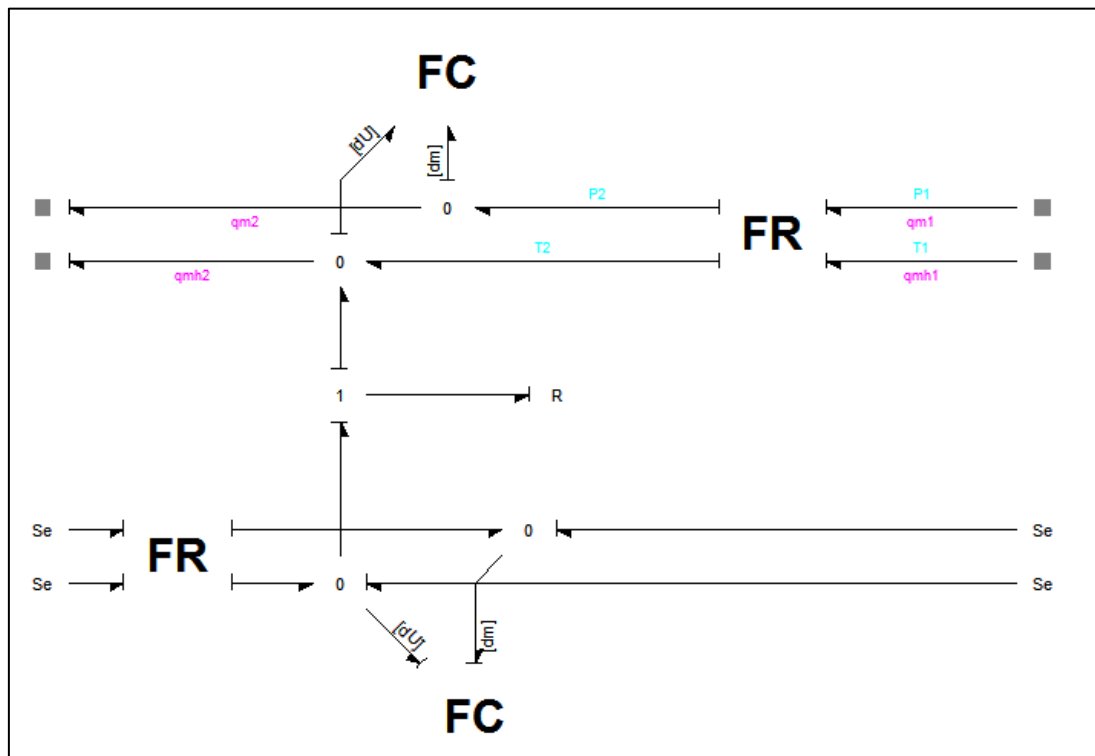 FC
[dU]
[dm]
P2
P1
0
qm2
qm1
FR
T2
T1
0
qmh2
qmh1
1
R
Se
0
Se
FR
Se
0
Se
[dU]
[dm]
FC